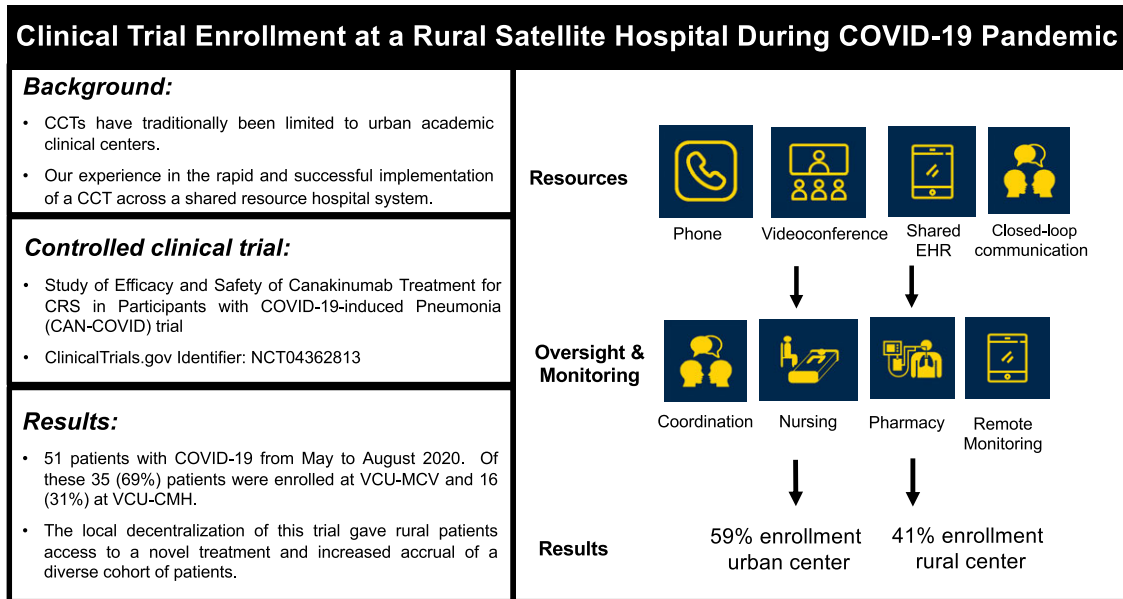 Clinical Trial Enrollment at a Rural Satellite Hospital During COVID-19 Pandemic
Background:
• CCTs have traditionally been limited to urban academic
clinical centers.
• Our experience in the rapid and successful implementation
of a CCT across a shared resource hospital system.
Controlled clinical trial:
• Study of Efficacy and Safety of Canakinumab Treatment for
CRS in Participants with COVID-19-induced Pneumonia
(CAN-COVID) trial
• ClinicalTrials.gov Identifier: NCT04362813
Results:
• 51 patients with COVID-19 from May to August 2020. Of
these 35 (69%) patients were enrolled at VCU-MCV and 16
(31%) at VCU-CMH.
• The local decentralization of this trial gave rural patients
access to a novel treatment and increased accrual of a
diverse cohort of patients.
Resources
Phone
Videoconference
Shared
EHR
Closed-loop
communication
Oversight &
Monitoring
Coordination
Nursing
Pharmacy
Remote
Monitoring
Results
59% enrollment
urban center
41% enrollment
rural center